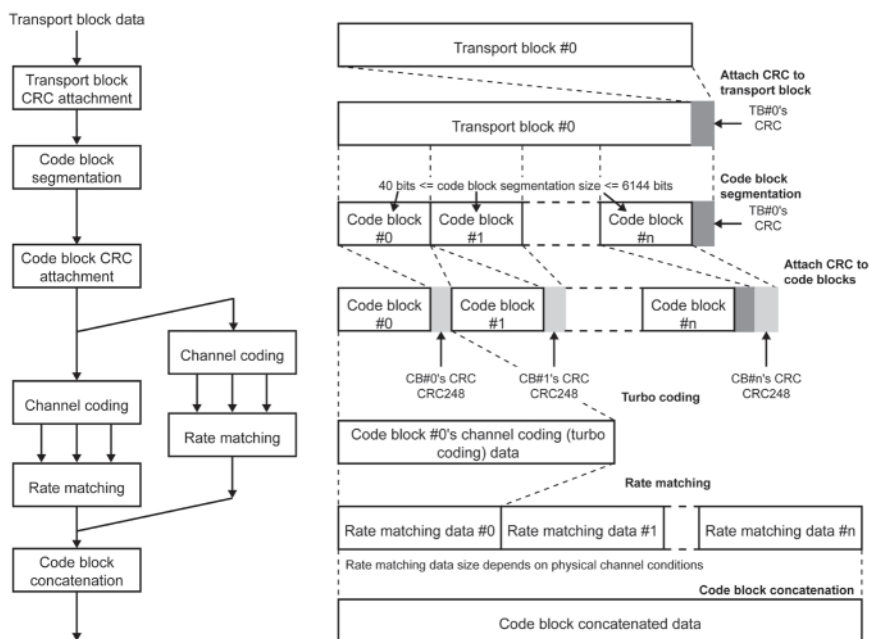 Transport block data
Transport block
CRC attachment
Code block
segmentation
Code block CRC
attachment
Channel coding
Channel coding
Rate matching
Rate matching
Code block
concatenation
Transport block #0
Attach CRC to
transport block
Transport block #0
TB#0's
CRC
40 bits <= code block segmentation size <= 6144 bits
Code block
segmentation
Code block
#0
Code block
#1
Code block
#n
TB#0's
CRC
Attach CRC to
code blocks
Code block
#0
Code block
#1
Code block
#n
CB#0's CRC
CRC248
CB#1's CRC
CRC248
CB#n's CRC
CRC248
Turbo coding
Code block #0's channel coding (turbo
coding) data
Rate matching
Rate matching data #0
Rate matching data #1
Rate matching data #n
Rate matching data size depends on physical channel conditions
Code block concatenation
Code block concatenated data